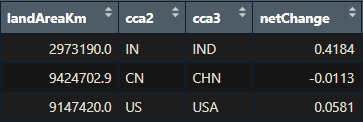 landAreaKm cca2 cca3 netChange
2973190.0 IN IND 0.4184
9424702.9 CN CHN -0.0113
9147420.0 US USA 0.0581